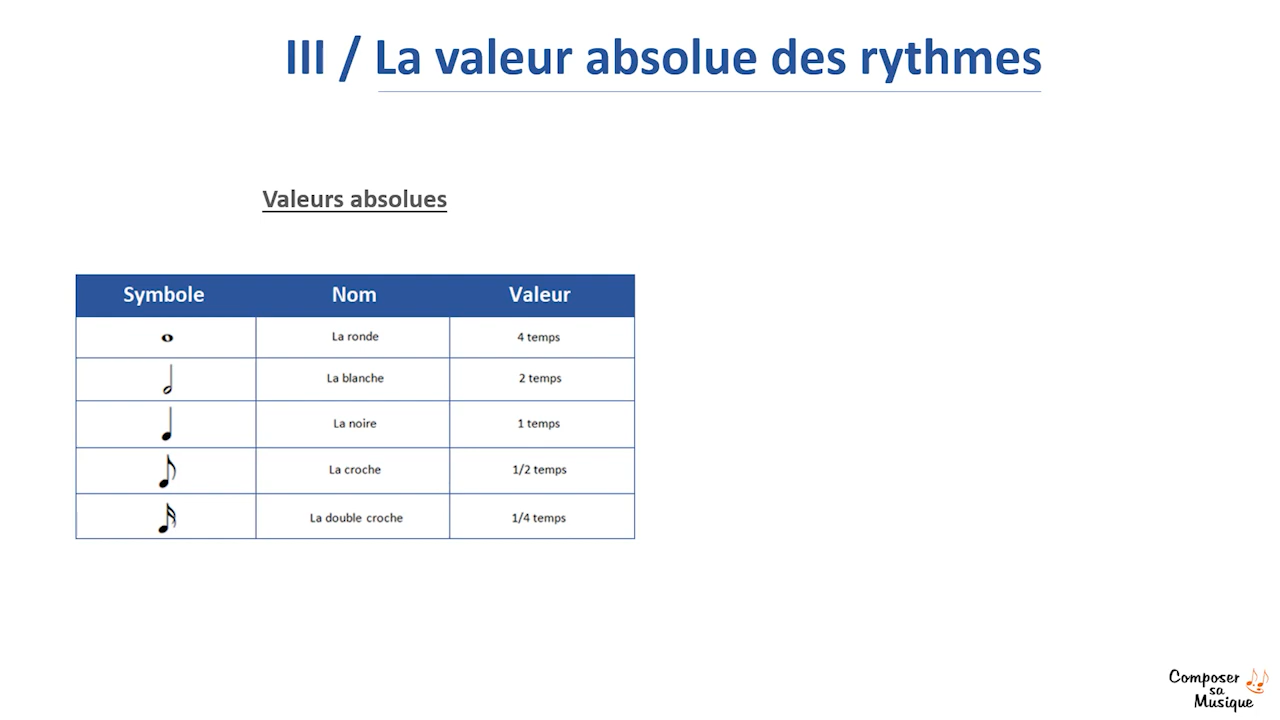 III / La valeur absolue des rythmes
Valeurs absolues
Symbole Nom Valeur
La ronde 4 temps
La blanche 2 temps
La noire 1 temps
La croche 1/2 temps
La double croche 1/4 temps
Composer
sa
Musique